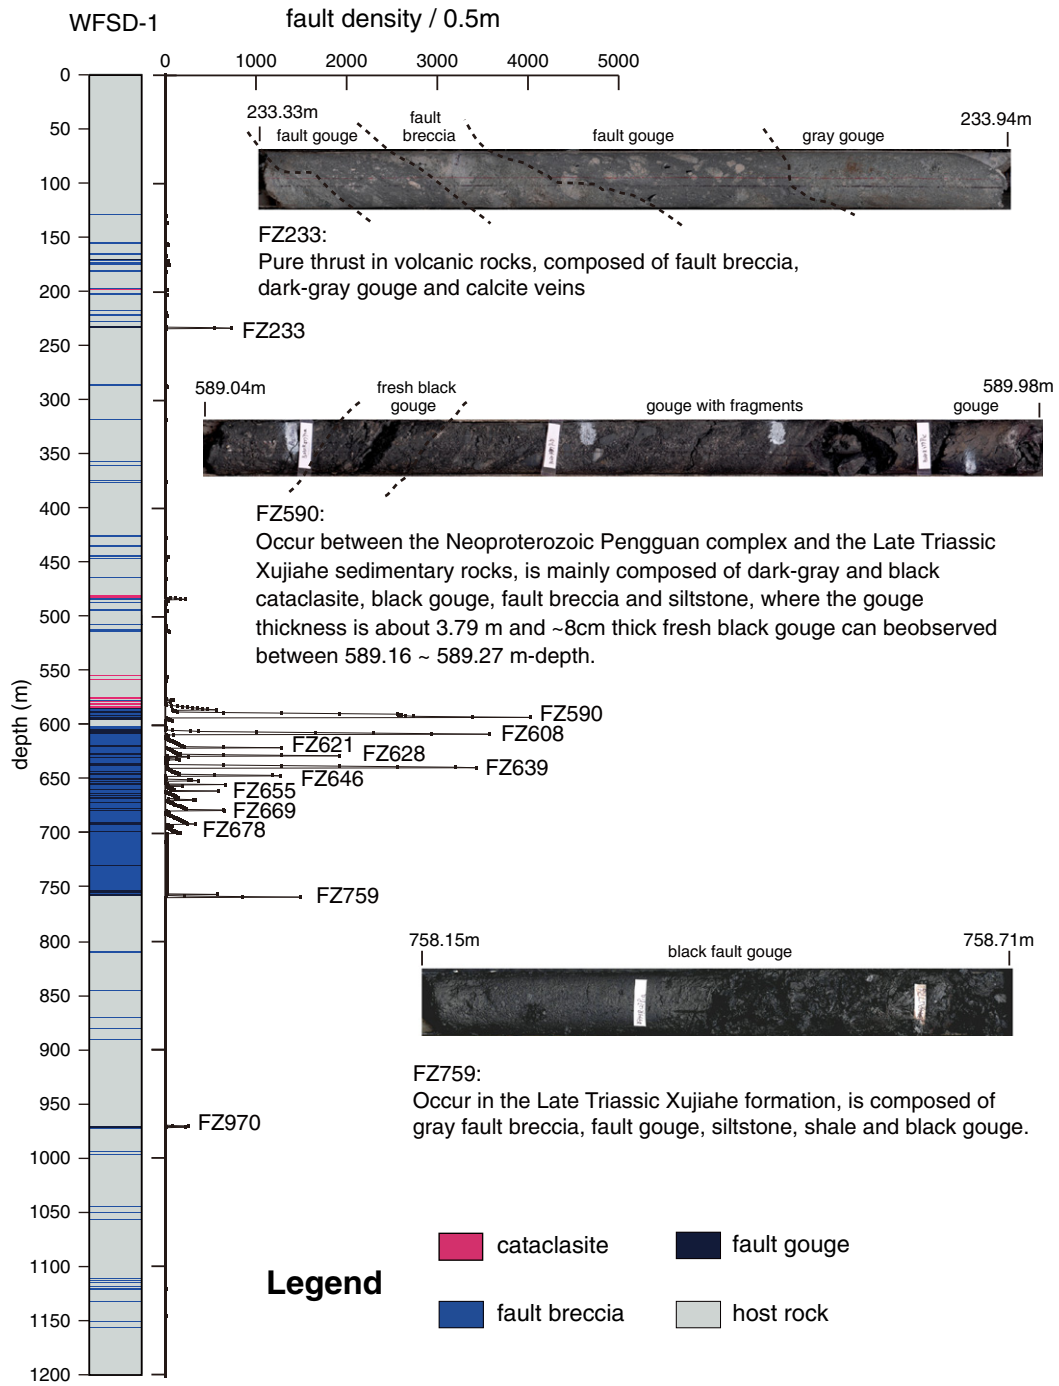 WFSD-1
fault density / 0.5m
0 1000 2000 3000 4000 5000
0
50
100
150
200
250
300
350
400
450
500
550
600
650
700
750
800
850
900
950
1000
1050
1100
1150
1200
depth (m)
233.33m
fault gouge
fault
breccia
fault gouge
gray gouge
233.94m
FZ233:
Pure thrust in volcanic rocks, composed of fault breccia,
dark-gray gouge and calcite veins
FZ233
589.04m
fresh black
gouge
gouge with fragments
589.98m
gouge
FZ590:
Occur between the Neoproterozoic Pengguan complex and the Late Triassic
Xujiahe sedimentary rocks, is mainly composed of dark-gray and black
cataclasite, black gouge, fault breccia and siltstone, where the gouge
thickness is about 3.79 m and ~8cm thick fresh black gouge can beobserved
between 589.16 ~ 589.27 m-depth.
FZ590
FZ608
FZ621
FZ628
FZ639
FZ646
FZ655
FZ669
FZ678
FZ759
758.15m
black fault gouge
758.71m
FZ759:
Occur in the Late Triassic Xujiahe formation, is composed of
gray fault breccia, fault gouge, siltstone, shale and black gouge.
FZ970
Legend
cataclasite
fault gouge
fault breccia
host rock